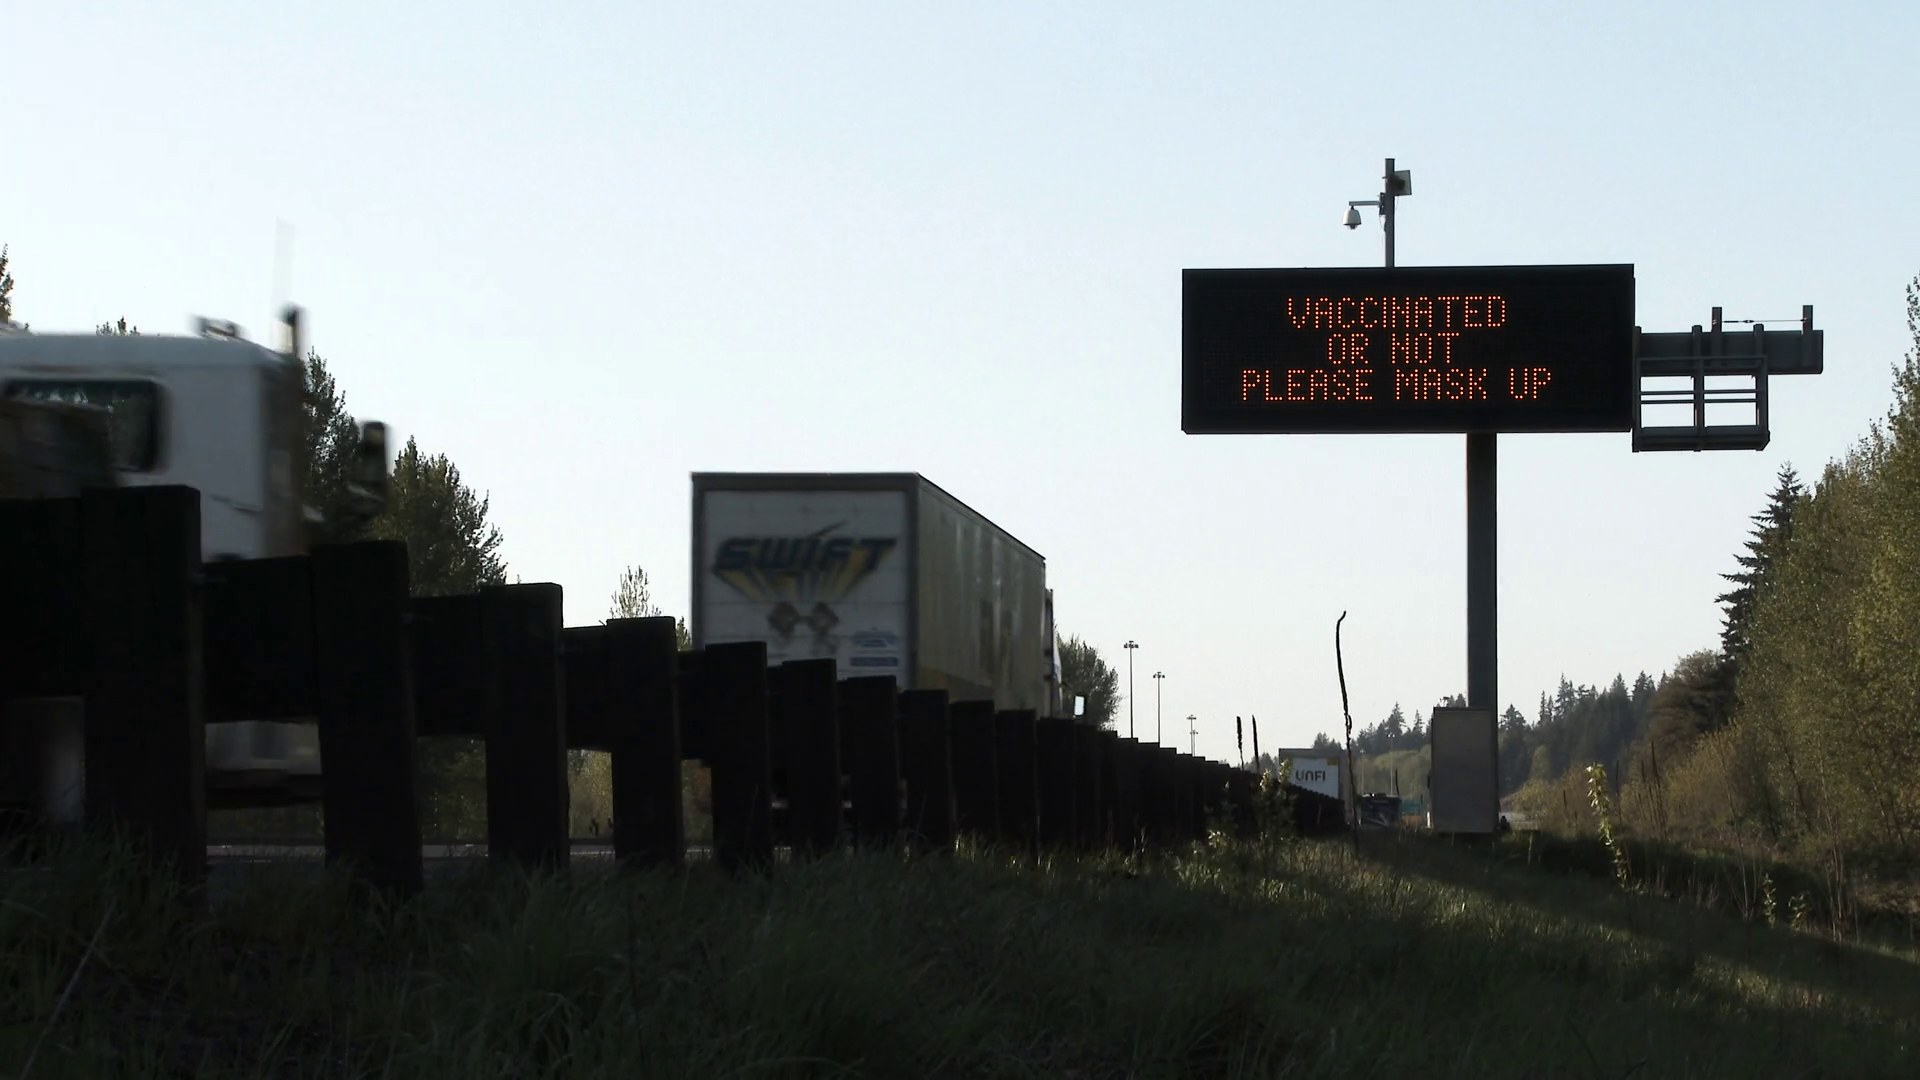 VACCINATED
OR NOT
PLEASE MASK UP
SWIFT
UNFI